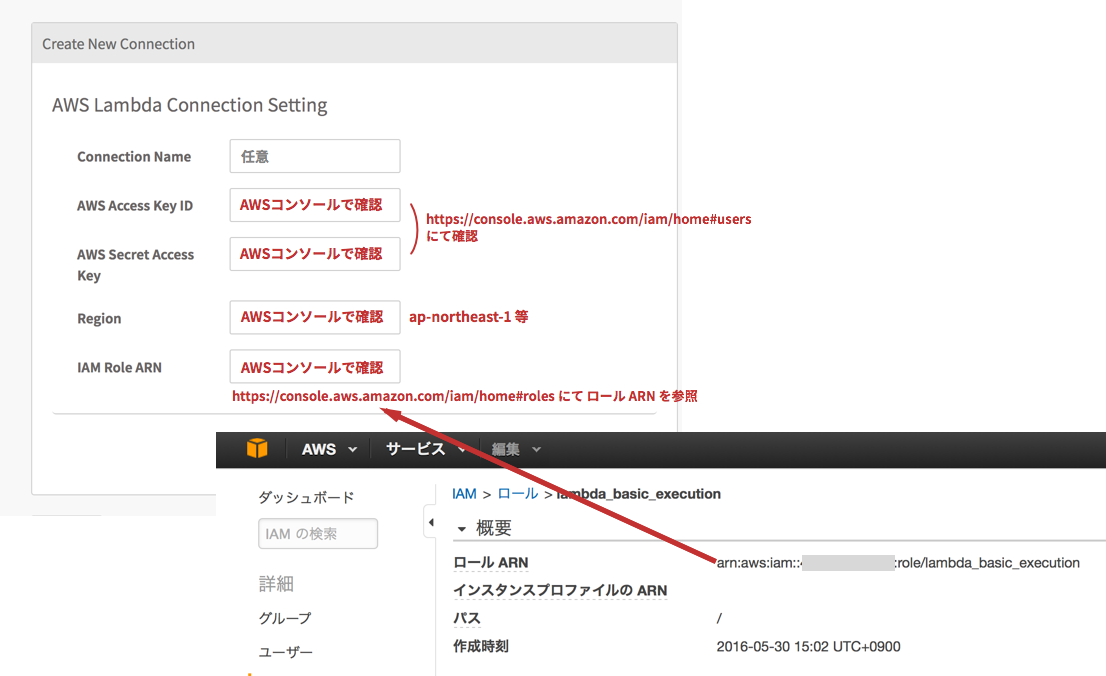 Create New Connection
AWS Lambda Connection Setting
Connection Name
任意
AWS Access Key ID
AWSコンソールで確認
https://console.aws.amazon.com/iam/home#users
にて確認
AWS Secret Access
Key
AWSコンソールで確認
Region
AWSコンソールで確認
ap-northeast-1 等
IAM Role ARN
AWSコンソールで確認
https://console.aws.amazon.com/iam/home#roles にて ロール ARN を参照
AWS サービス 編集
ダッシュボード
IAM の検索
詳細
グループ
ユーザー
IAM > ロール > lambda_basic_execution
概要
ロール ARN
arn:aws:iam:: :role/lambda_basic_execution
インスタンスプロファイルの ARN
パス
/
作成時刻
2016-05-30 15:02 UTC+0900